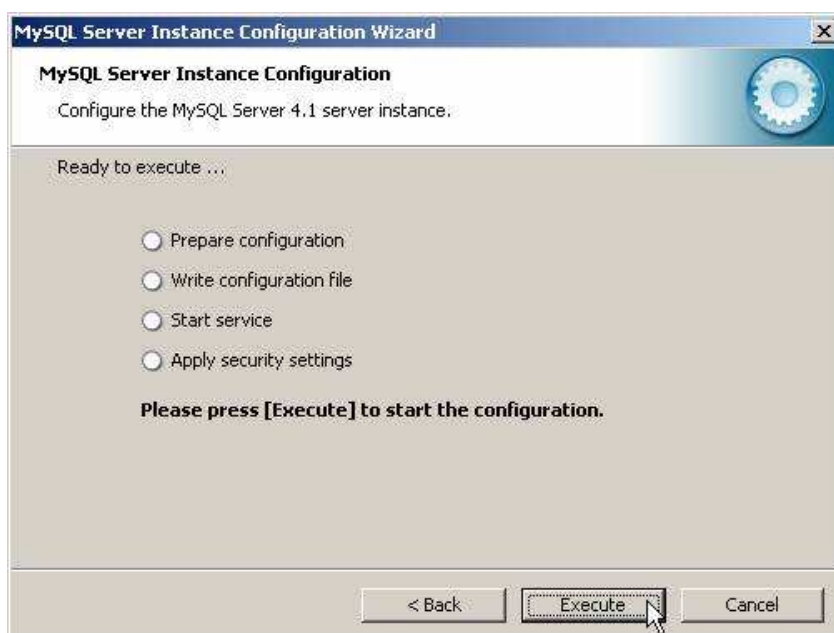 MySQL Server Instance Configuration Wizard
MySQL Server Instance Configuration
Configure the MySQL Server 4.1 server instance.
Ready to execute ...
Prepare configuration
Write configuration file
Start service
Apply security settings
Please press [Execute] to start the configuration.
< Back
Execute
Cancel